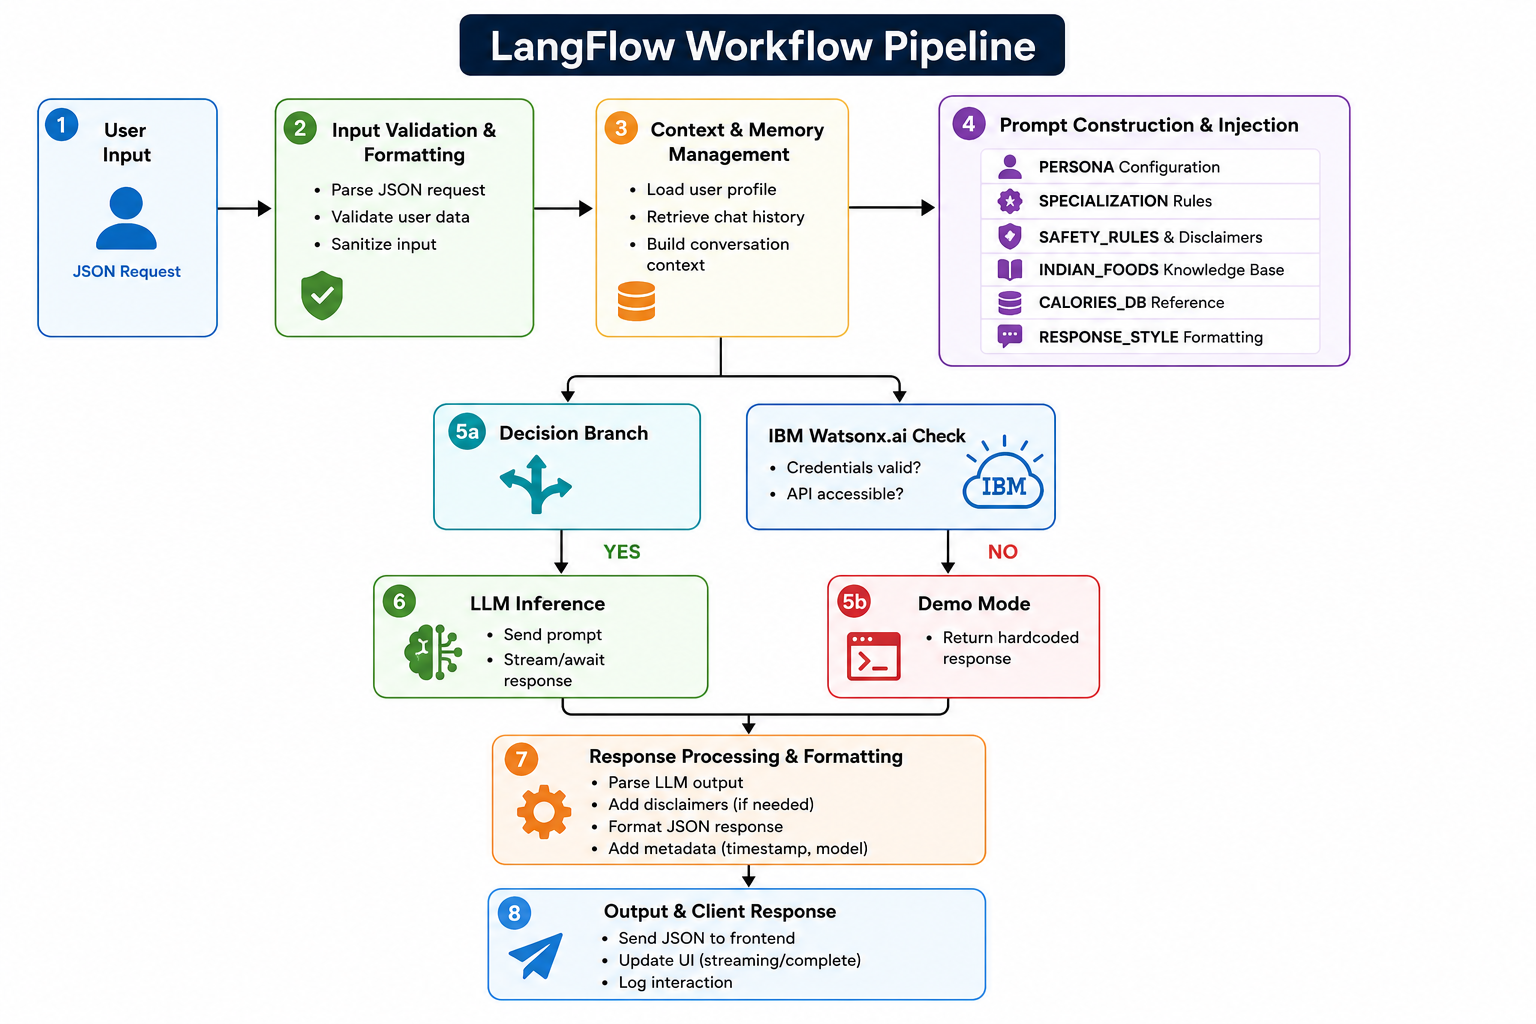 LangFlow Workflow Pipeline
1
User
Input
JSON Request
2
Input Validation &
Formatting
• Parse JSON request
• Validate user data
• Sanitize input
3
Context & Memory
Management
• Load user profile
• Retrieve chat history
• Build conversation
context
4
Prompt Construction & Injection
PERSONA Configuration
SPECIALIZATION Rules
SAFETY_RULES & Disclaimers
INDIAN_FOODS Knowledge Base
CALORIES_DB Reference
RESPONSE_STYLE Formatting
5a
Decision Branch
IBM Watsonx.ai Check
• Credentials valid?
• API accessible?
IBM
YES
NO
6
LLM Inference
• Send prompt
• Stream/await
response
5b
Demo Mode
• Return hardcoded
response
7
Response Processing & Formatting
• Parse LLM output
• Add disclaimers (if needed)
• Format JSON response
• Add metadata (timestamp, model)
8
Output & Client Response
• Send JSON to frontend
• Update UI (streaming/complete)
• Log interaction